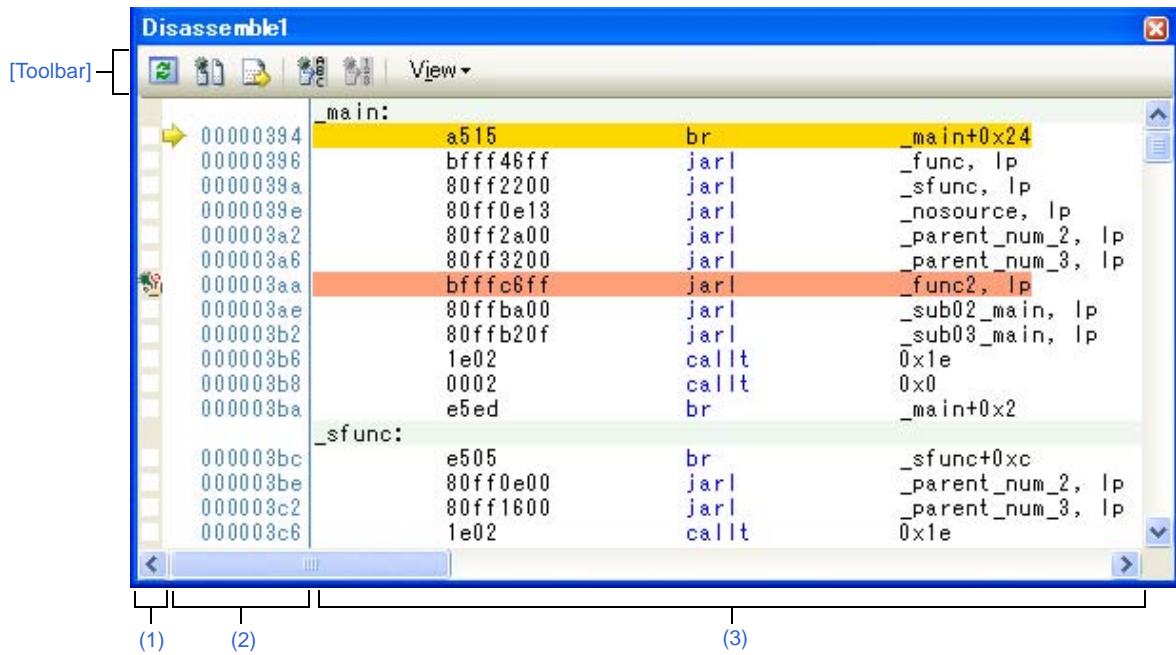 Disassemble1
[Toolbar]
View
_main:
00000394 a515 br _main+0x24
00000396 bfff46ff jarl _func, lp
0000039a 80ff2200 jarl _sfunc, lp
0000039e 80ff0e13 jarl _nosource, lp
000003a2 80ff2a00 jarl _parent_num_2, lp
000003a6 80ff3200 jarl _parent_num_3, lp
000003aa bfffc6ff jarl _func2, lp
000003ae 80ffba00 jarl _sub02_main, lp
000003b2 80ffb20f jarl _sub03_main, lp
000003b6 1e02 callt 0x1e
000003b8 0002 callt 0x0
000003ba e5ed br _main+0x2
_sfunc:
000003bc e505 br _sfunc+0xc
000003be 80ff0e00 jarl _parent_num_2, lp
000003c2 80ff1600 jarl _parent_num_3, lp
000003c6 1e02 callt 0x1e
(1) (2) (3)